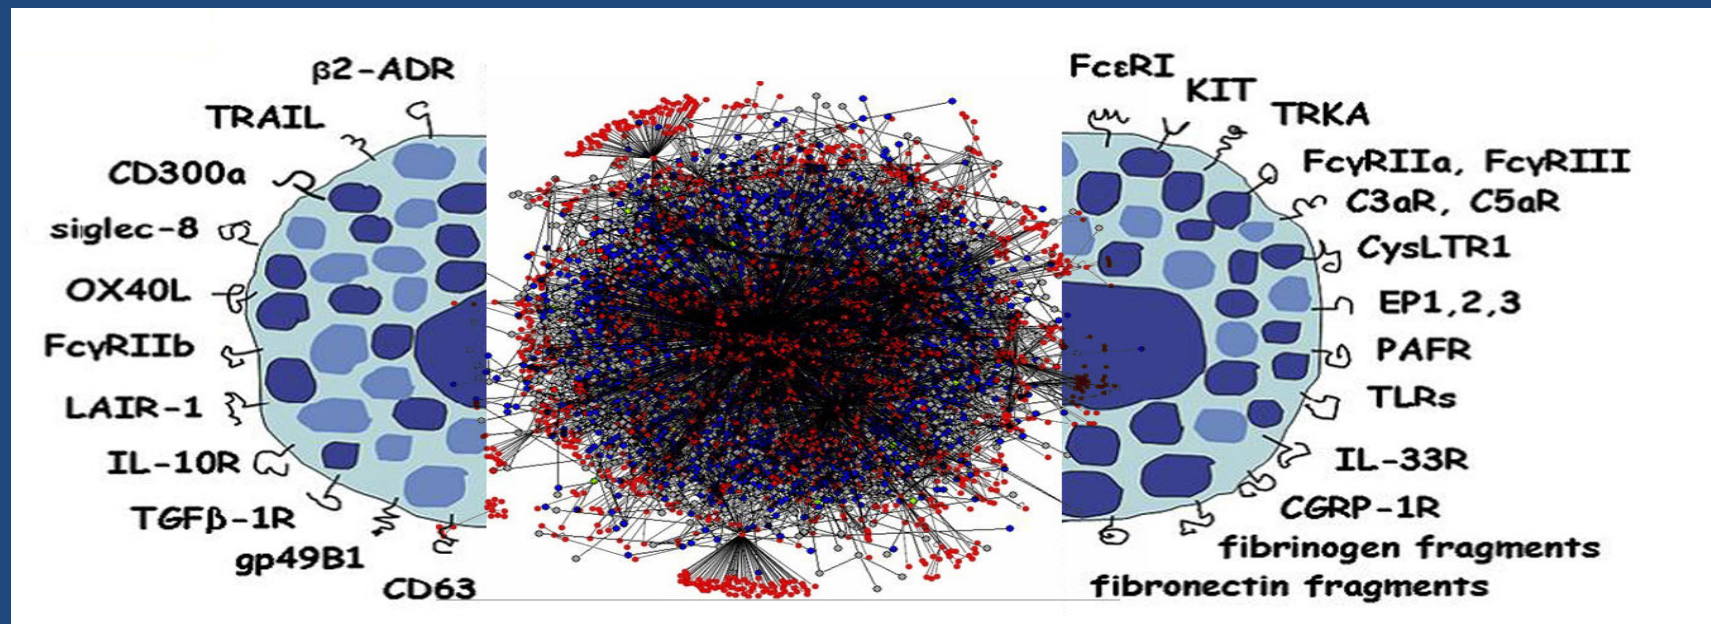 β2-ADR
TRAIL
CD300a
siglec-8
OX40L
FcγRIIb
LAIR-1
IL-10R
TGFβ-1R
gp49B1
CD63
FcεRI
KIT
TRKA
FcγRIIa, FcγRIII
C3aR, C5aR
CysLTR1
EP1,2,3
PAFR
TLRs
IL-33R
CGRP-1R
fibrinogen fragments
fibronectin fragments